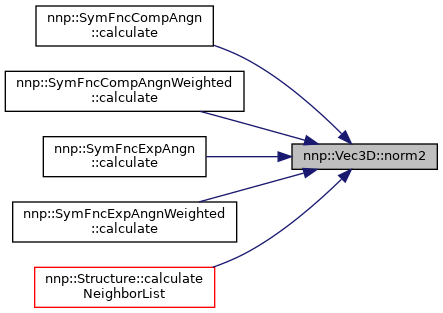 nnp::SymFncCompAngn
::calculate
nnp::SymFncCompAngnWeighted
::calculate
nnp::SymFncExpAngn
::calculate
nnp::Vec3D::norm2
nnp::SymFncExpAngnWeighted
::calculate
nnp::Structure::calculate
NeighborList